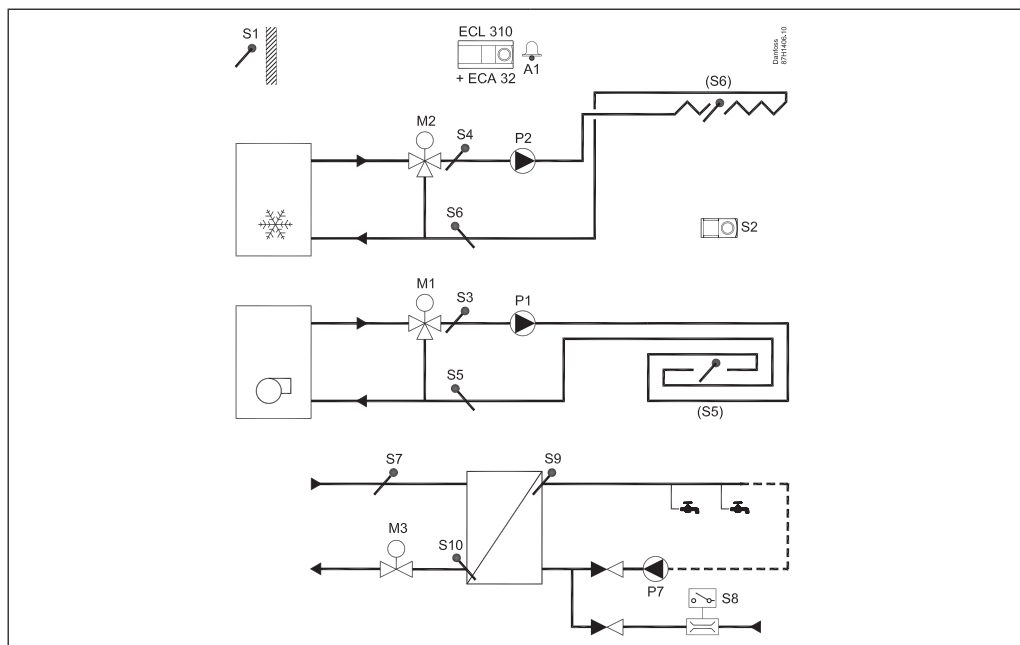 S1
ECL 310
+ ECA 32
A1
Danfoss
87H1406.10
(S6)
M2
S4
P2
S6
S2
M1
S3
P1
S5
(S5)
S7
S9
M3
S10
P7
S8